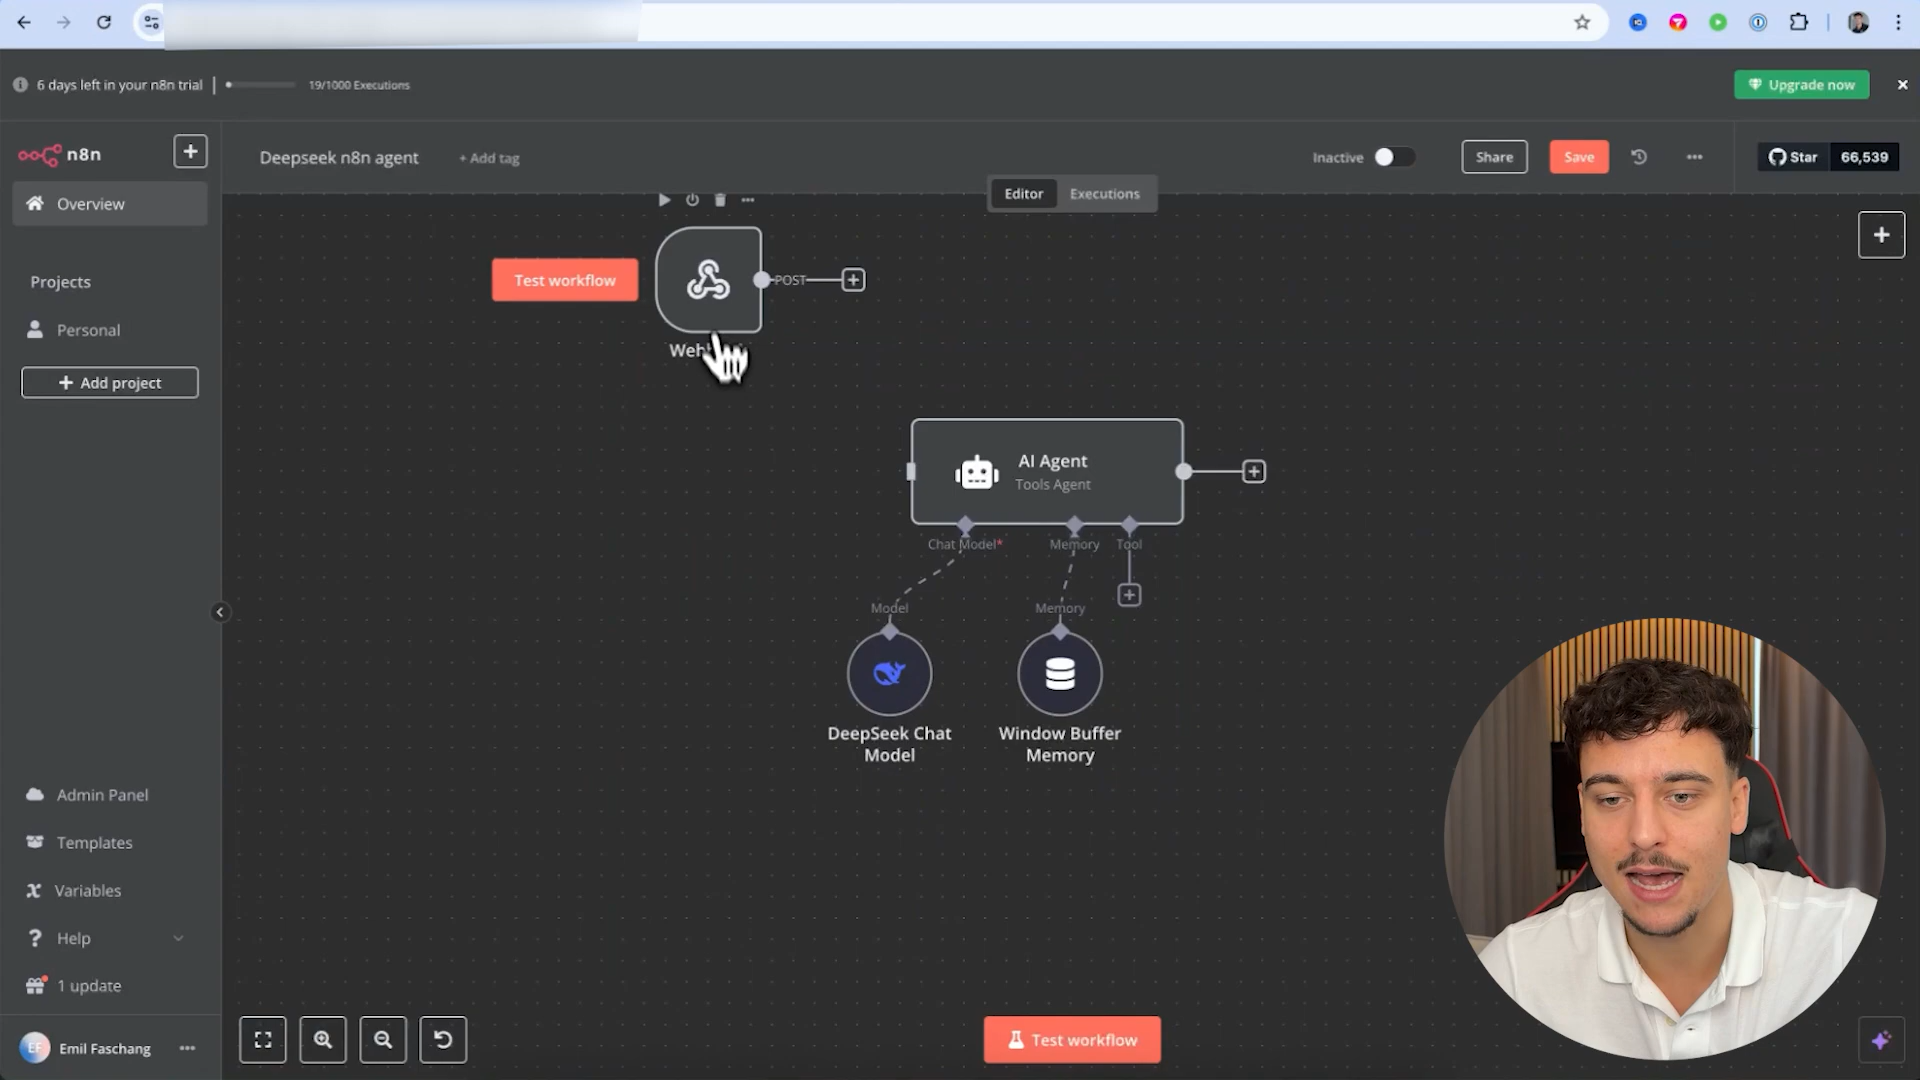 6 days left in your n8n trial
19/1000 Executions
Upgrade now
n8n
Deepseek n8n agent
+ Add tag
Inactive
Share
Save
Star
66,539
Overview
Editor
Executions
Projects
Personal
+ Add project
Test workflow
POST
AI Agent
Tools Agent
Chat Model*
Memory
Tool
Model
Memory
DeepSeek Chat
Model
Window Buffer
Memory
Admin Panel
Templates
Variables
Help
1 update
EF
Emil Faschang
Test workflow